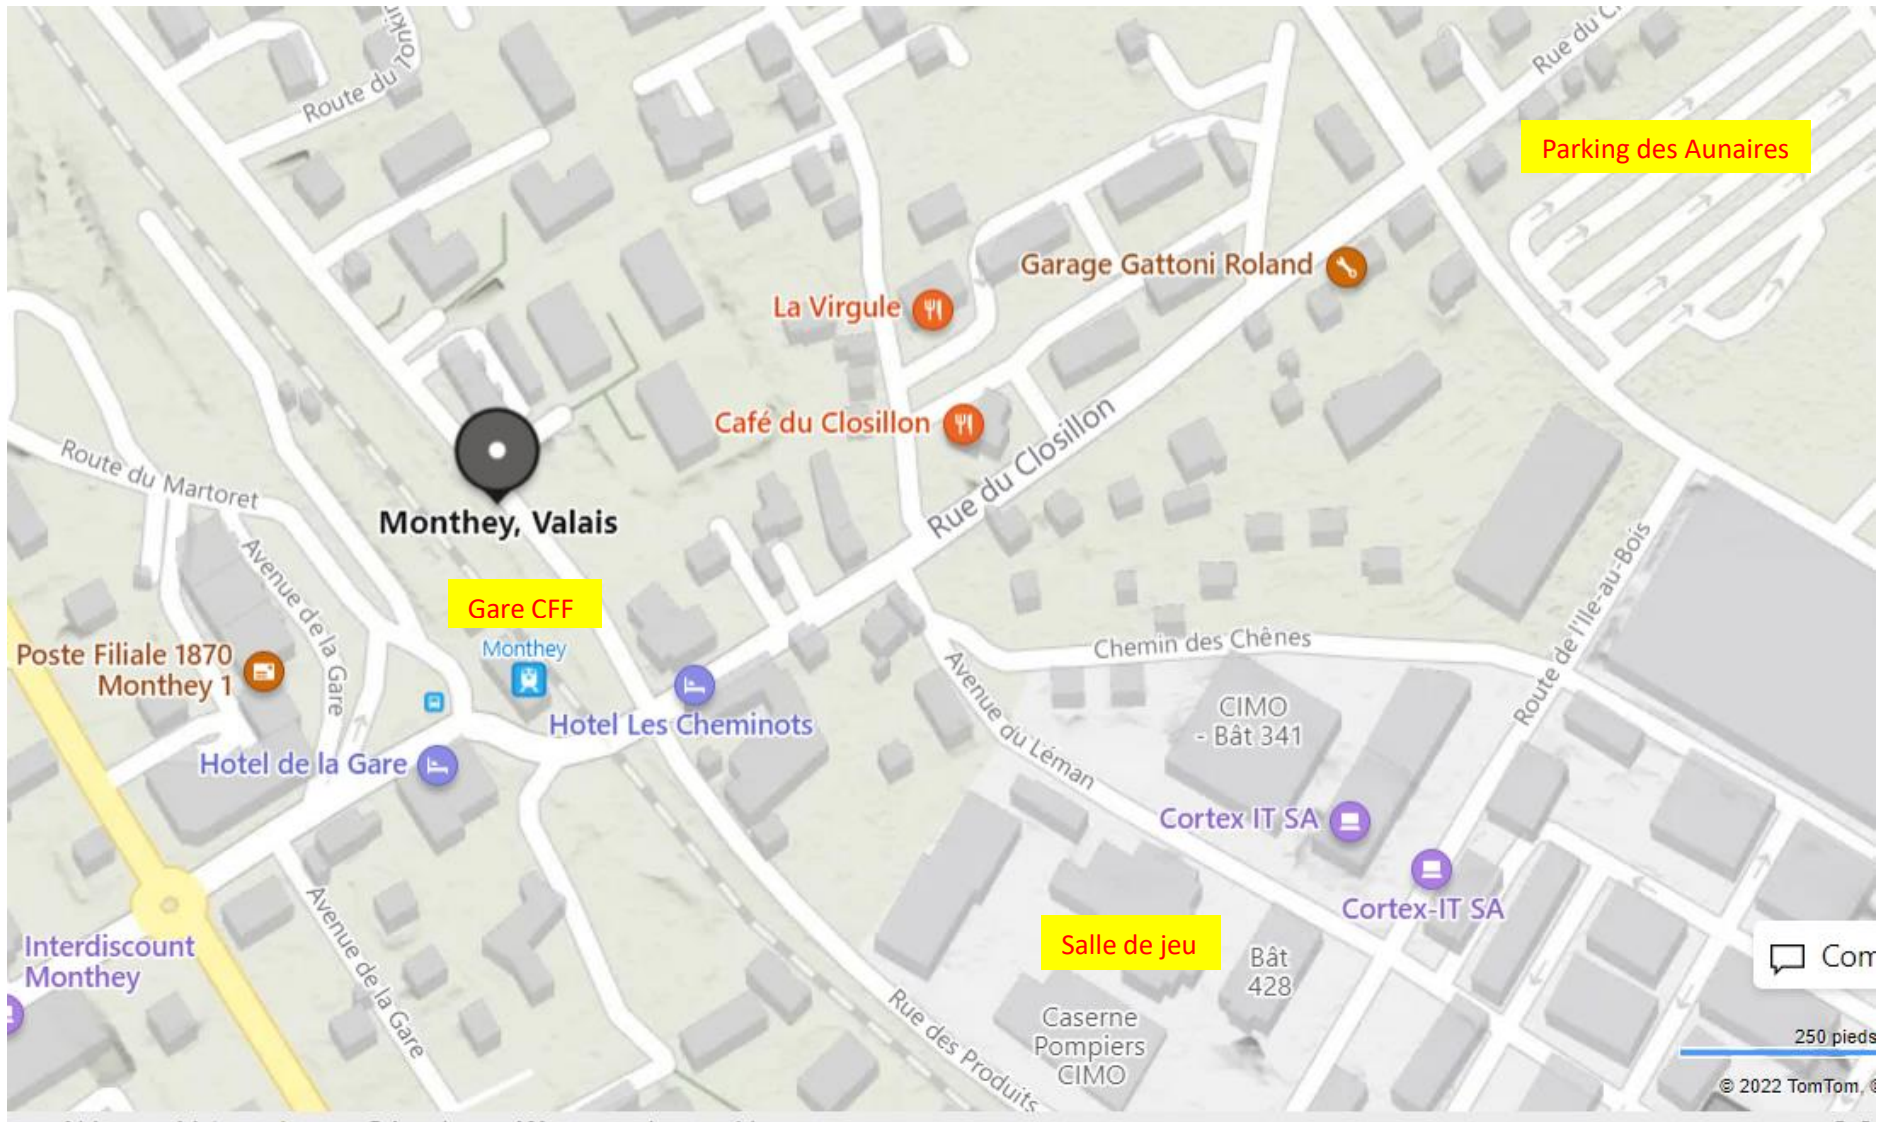 Route du Tonkin
Rue du C
Parking des Aunaires
Garage Gattoni Roland
La Virgule
Café du Closillon
Rue du Closillon
Route du Martoret
Monthey, Valais
Avenue de la Gare
Gare CFF
Monthey
Poste Filiale 1870
Monthey 1
Hotel Les Cheminots
Hotel de la Gare
Chemin des Chênes
Route de l'Ile-au-Bois
Avenue du Léman
CIMO
- Bât 341
Cortex IT SA
Cortex-IT SA
Interdiscount
Monthey
Avenue de la Gare
Salle de jeu
Bât
428
Rue des Produits
Caserne
Pompiers
CIMO
Com
250 pieds
© 2022 TomTom, ©